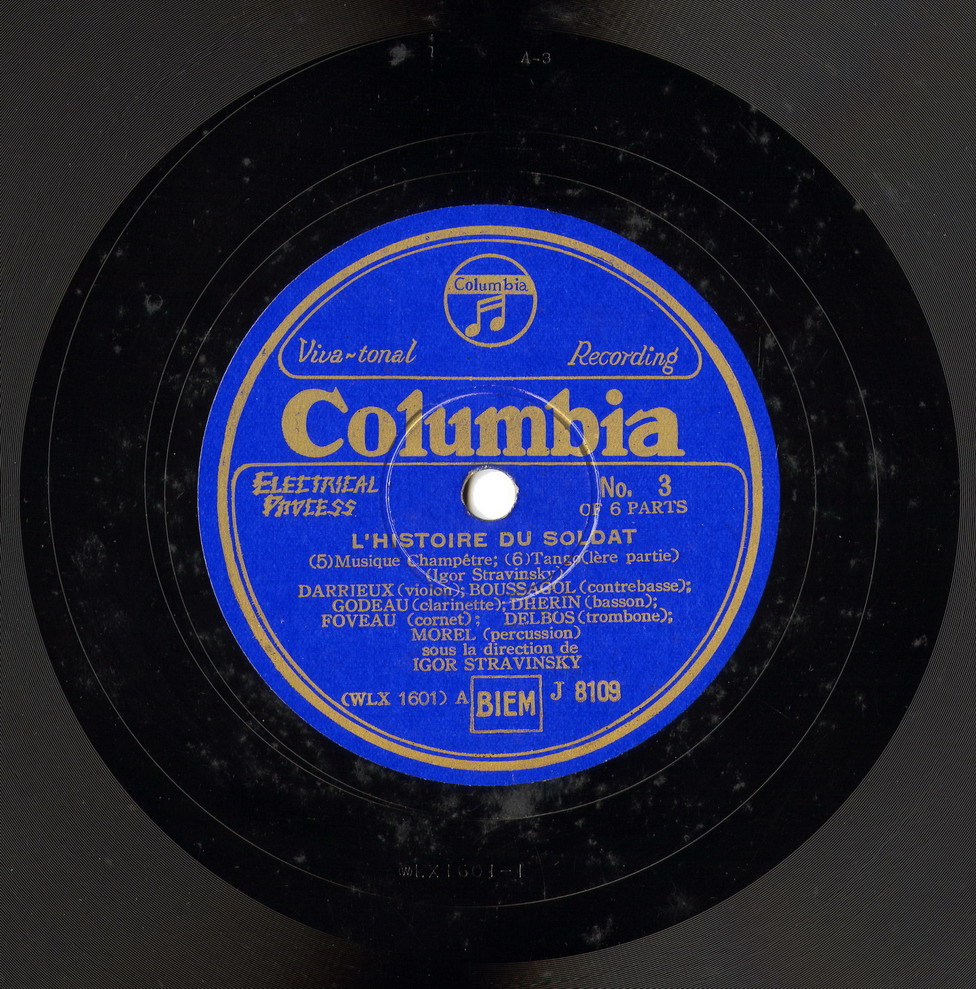 A-3
Columbia
Viva-tonal Recording
Columbia
ELECTRICAL PROCESS
No. 3
OF 6 PARTS
L'HISTOIRE DU SOLDAT
(5)Musique Champêtre; (6)Tango(1ère partie)
(Igor Stravinsky)
DARRIEUX(violon); BOUSSAGOL(contrebasse);
GODEAU(clarinette); DHERIN(basson);
FOVEAU (cornet); DELBOS(trombone);
MOREL (percussion)
sous la direction de
IGOR STRAVINSKY
(WLX 1601) A BIEM J 8109
WLX1601-1